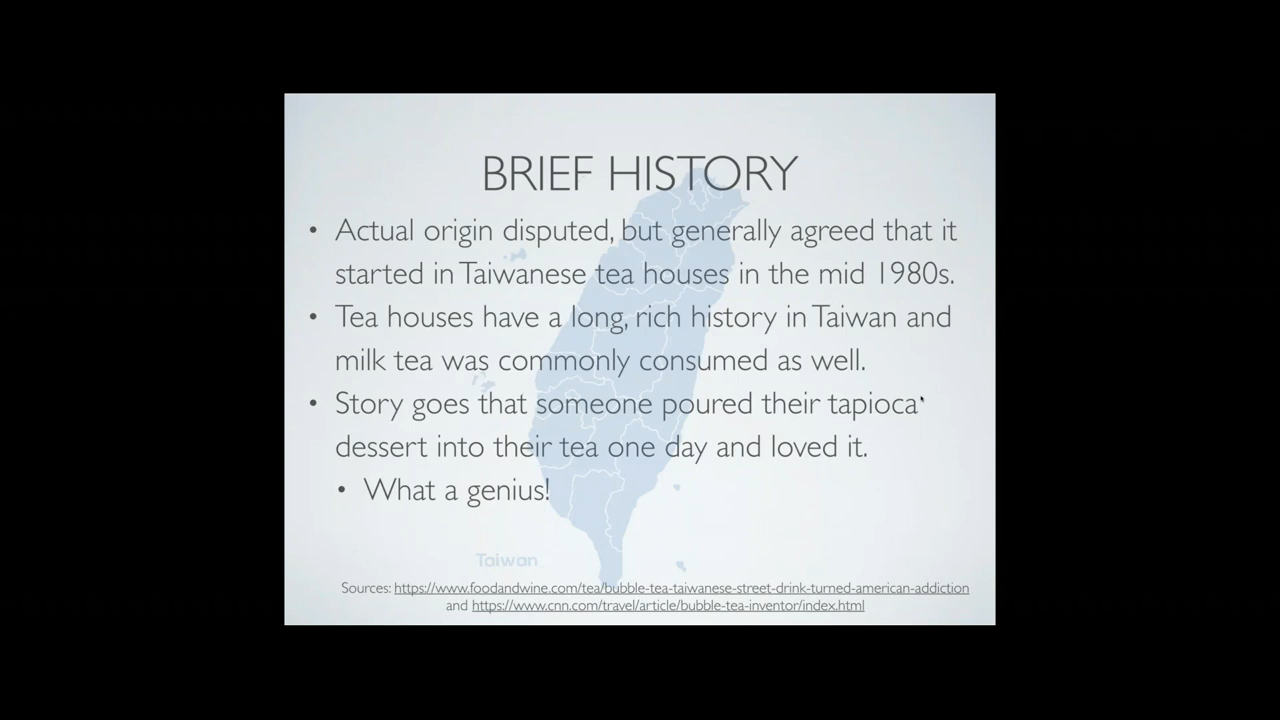 BRIEF HISTORY
• Actual origin disputed, but generally agreed that it
started in Taiwanese tea houses in the mid 1980s.
• Tea houses have a long, rich history in Taiwan and
milk tea was commonly consumed as well.
• Story goes that someone poured their tapioca
dessert into their tea one day and loved it.
• What a genius!
Taiwan
Sources: https://www.foodandwine.com/tea/bubble-tea-taiwanese-street-drink-turned-american-addiction
and https://www.cnn.com/travel/article/bubble-tea-inventor/index.html